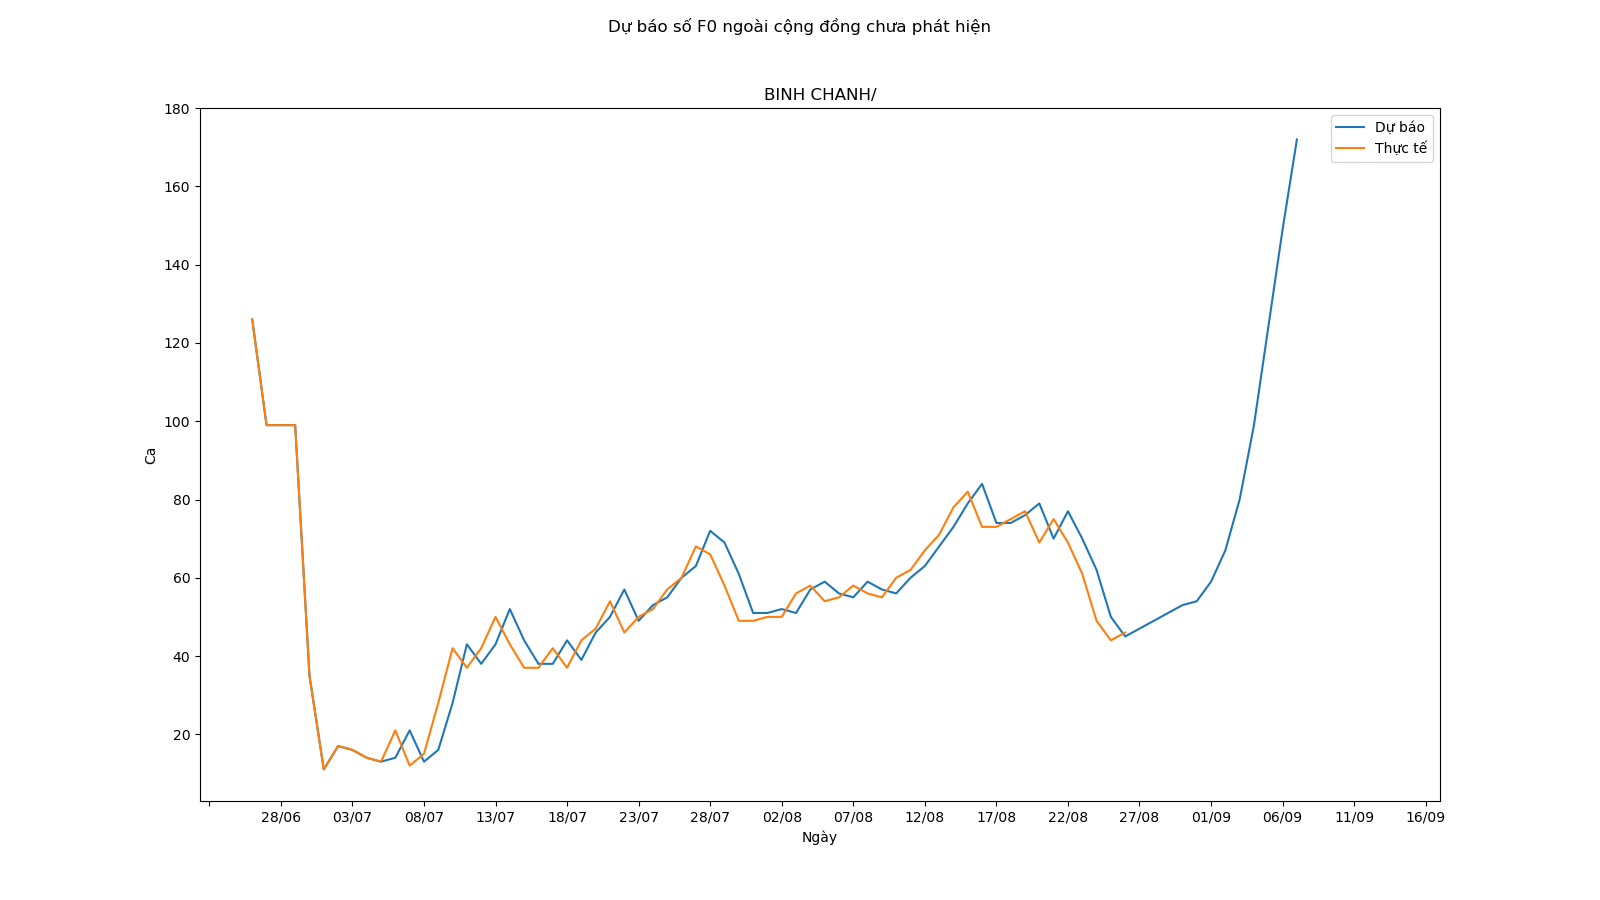 Dự báo số F0 ngoài cộng đồng chưa phát hiện
BINH CHANH/
Dự báo
Thực tế
180
160
140
120
100
80
60
40
20
Ca
28/06 03/07 08/07 13/07 18/07 23/07 28/07 02/08 07/08 12/08 17/08 22/08 27/08 01/09 06/09 11/09 16/09
Ngày